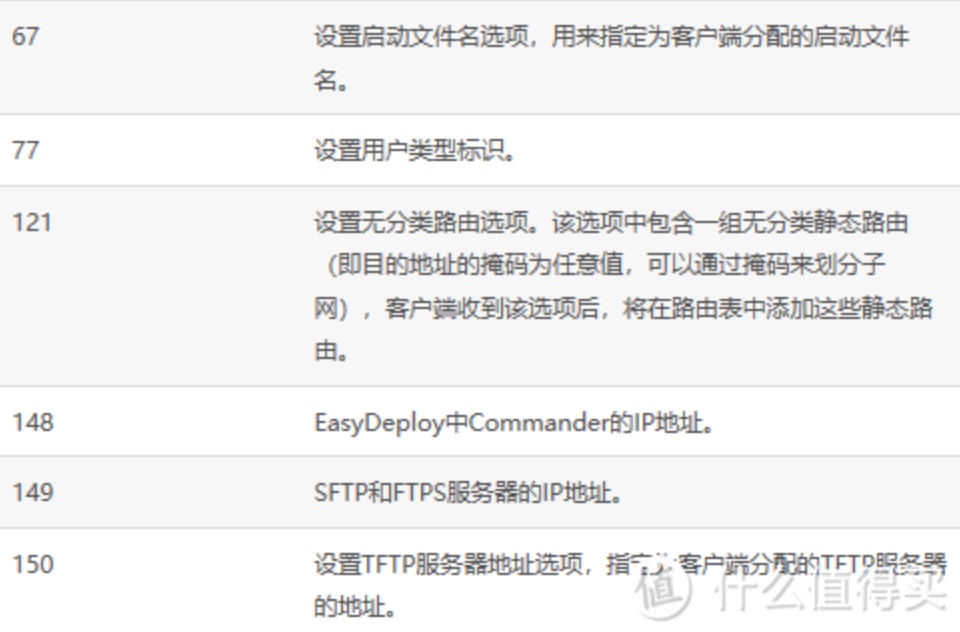 67 设置启动文件名选项，用来指定为客户端分配的启动文件
名。
77 设置用户类型标识。
121 设置无分类路由选项。该选项中包含一组无分类静态路由
（即目的地址的掩码为任意值，可以通过掩码来划分子
网），客户端收到该选项后，将在路由表中添加这些静态路
由。
148 EasyDeploy中Commander的IP地址。
149 SFTP和FTPS服务器的IP地址。
150 设置TFTP服务器地址选项，指定为客户端分配的TFTP服务器
的地址。
值 什么值得买